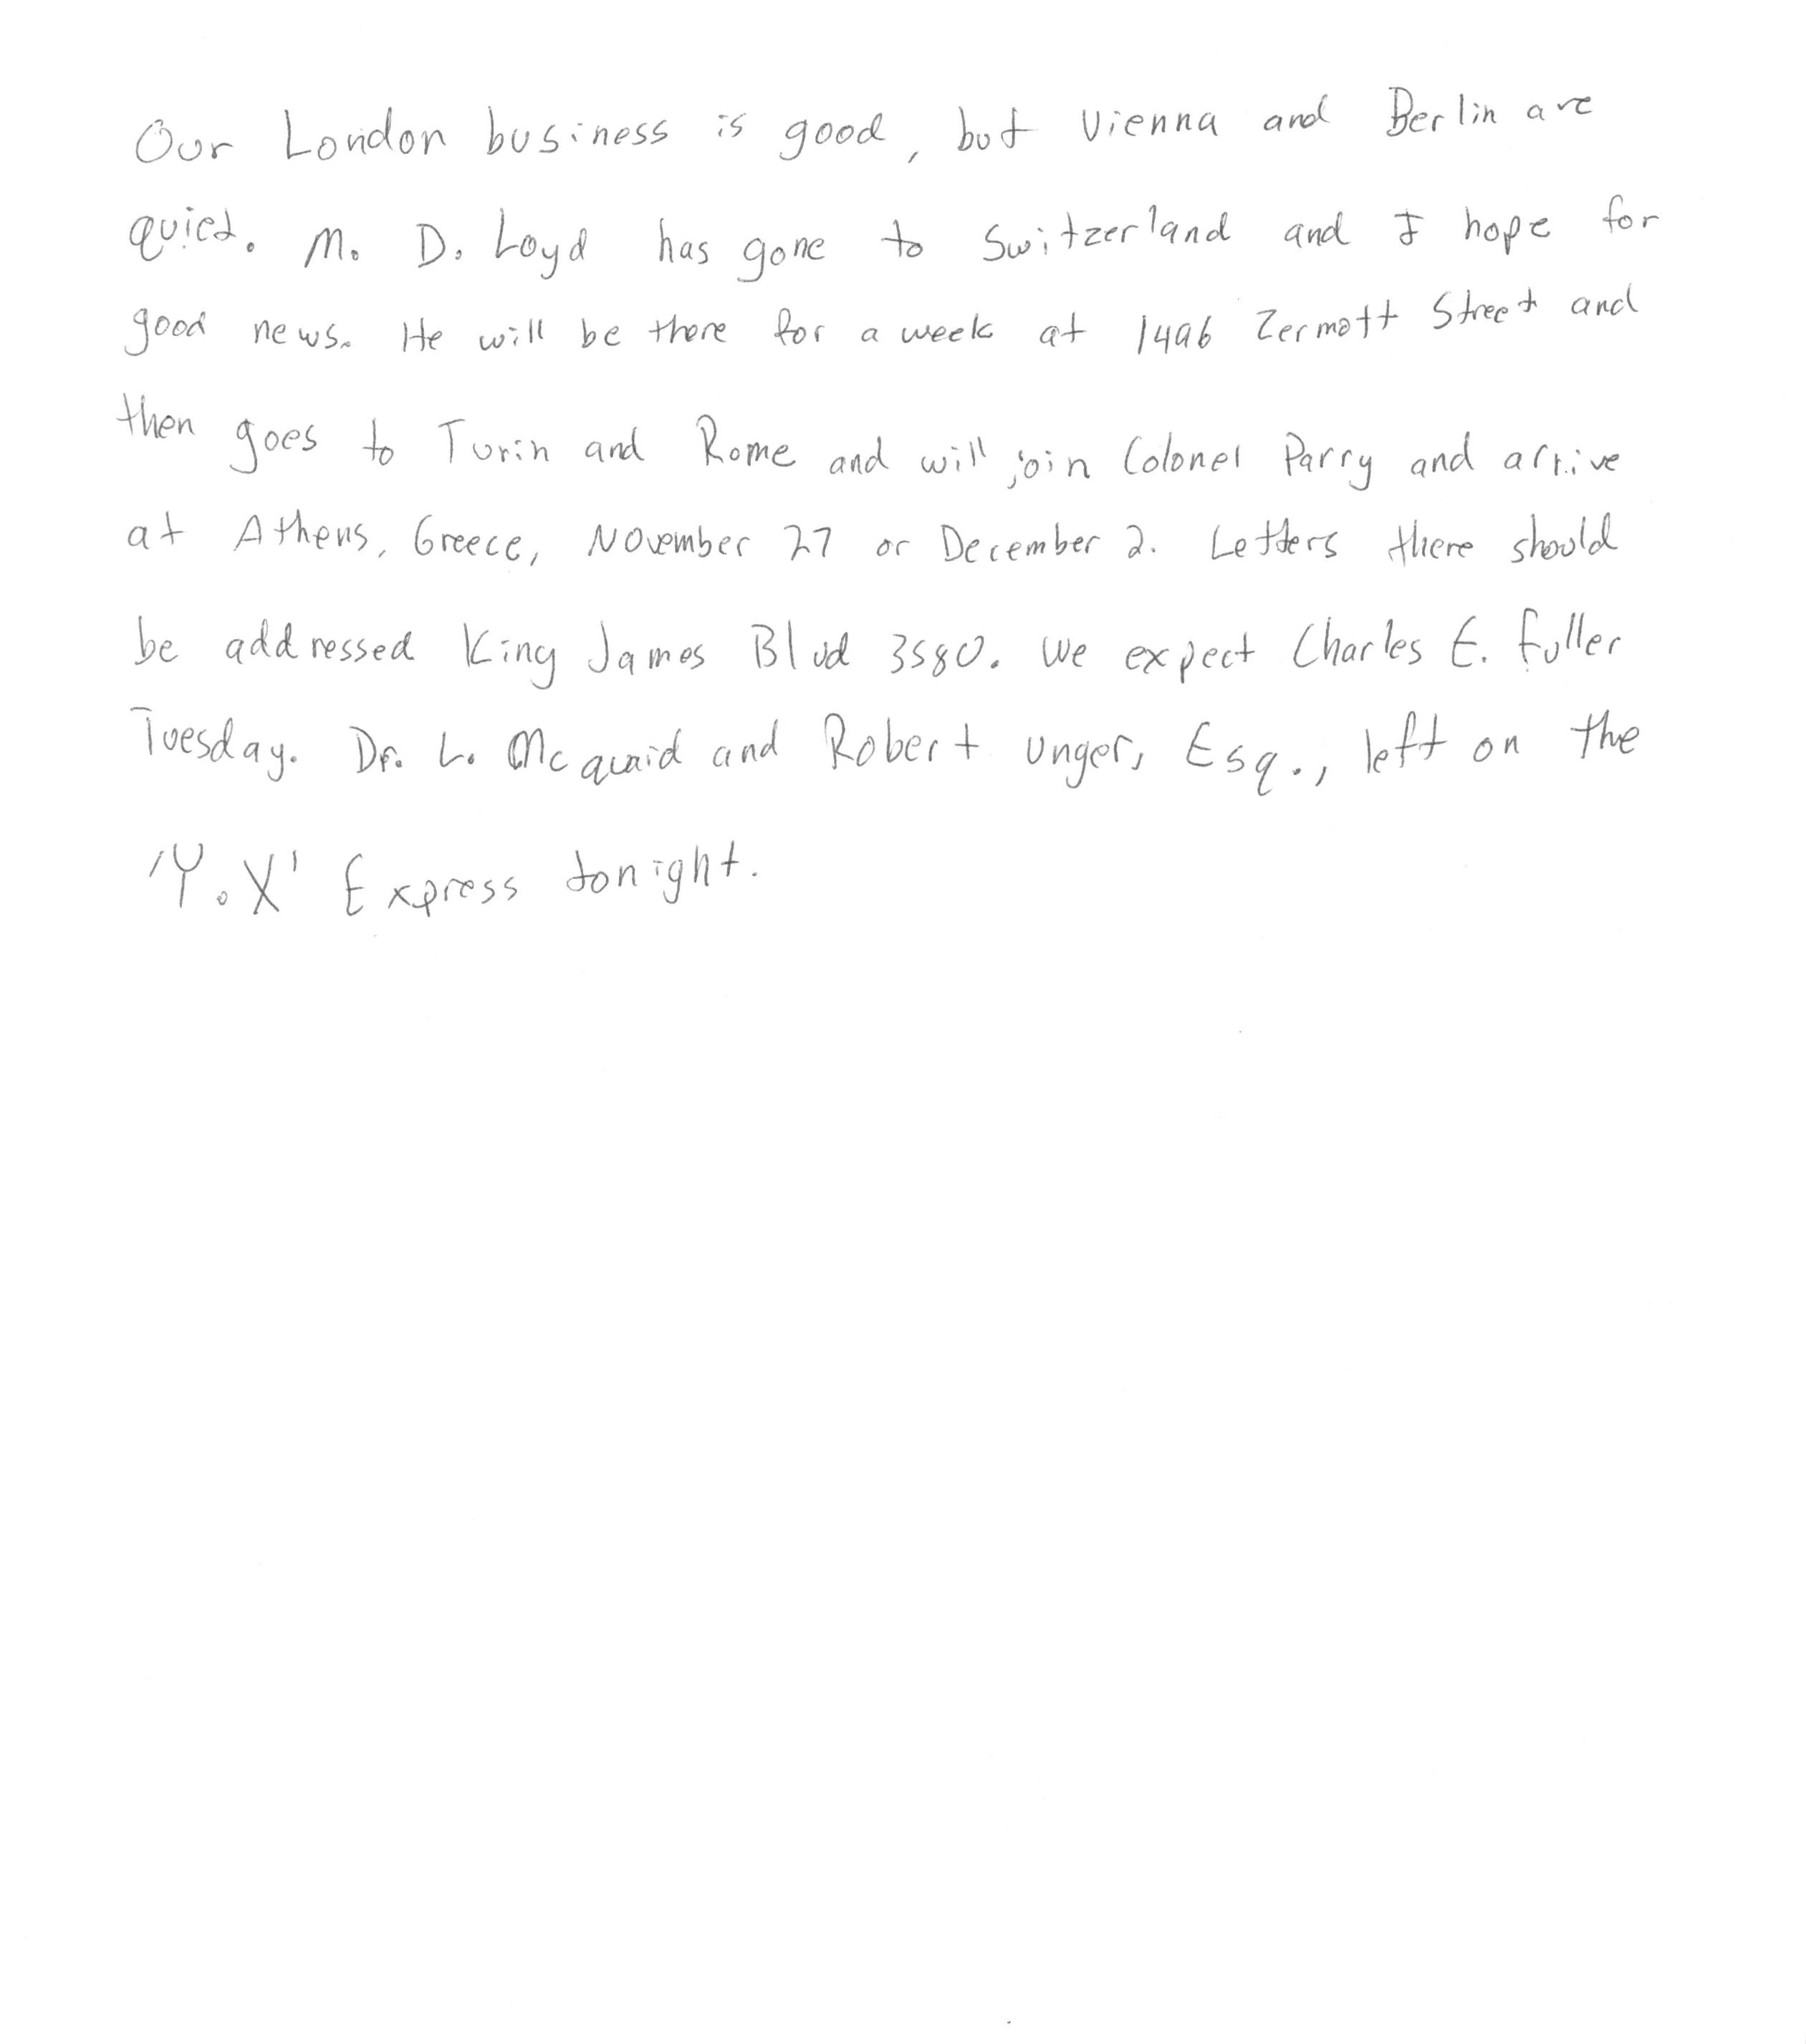 Our London business is good, but Vienna and Berlin are
quiet. M. D. Loyd has gone to Switzerland and I hope for
good news. He will be there for a week at 1496 Zermott Street and
then goes to Turin and Rome and will join Colonel Parry and arrive
at Athens, Greece, November 27 or December 2. Letters there should
be addressed King James Blvd 3580. We expect Charles E. Fuller
Tuesday. Dr. L. McQuaid and Robert Unger, Esq., left on the
'Y.X' Express tonight.